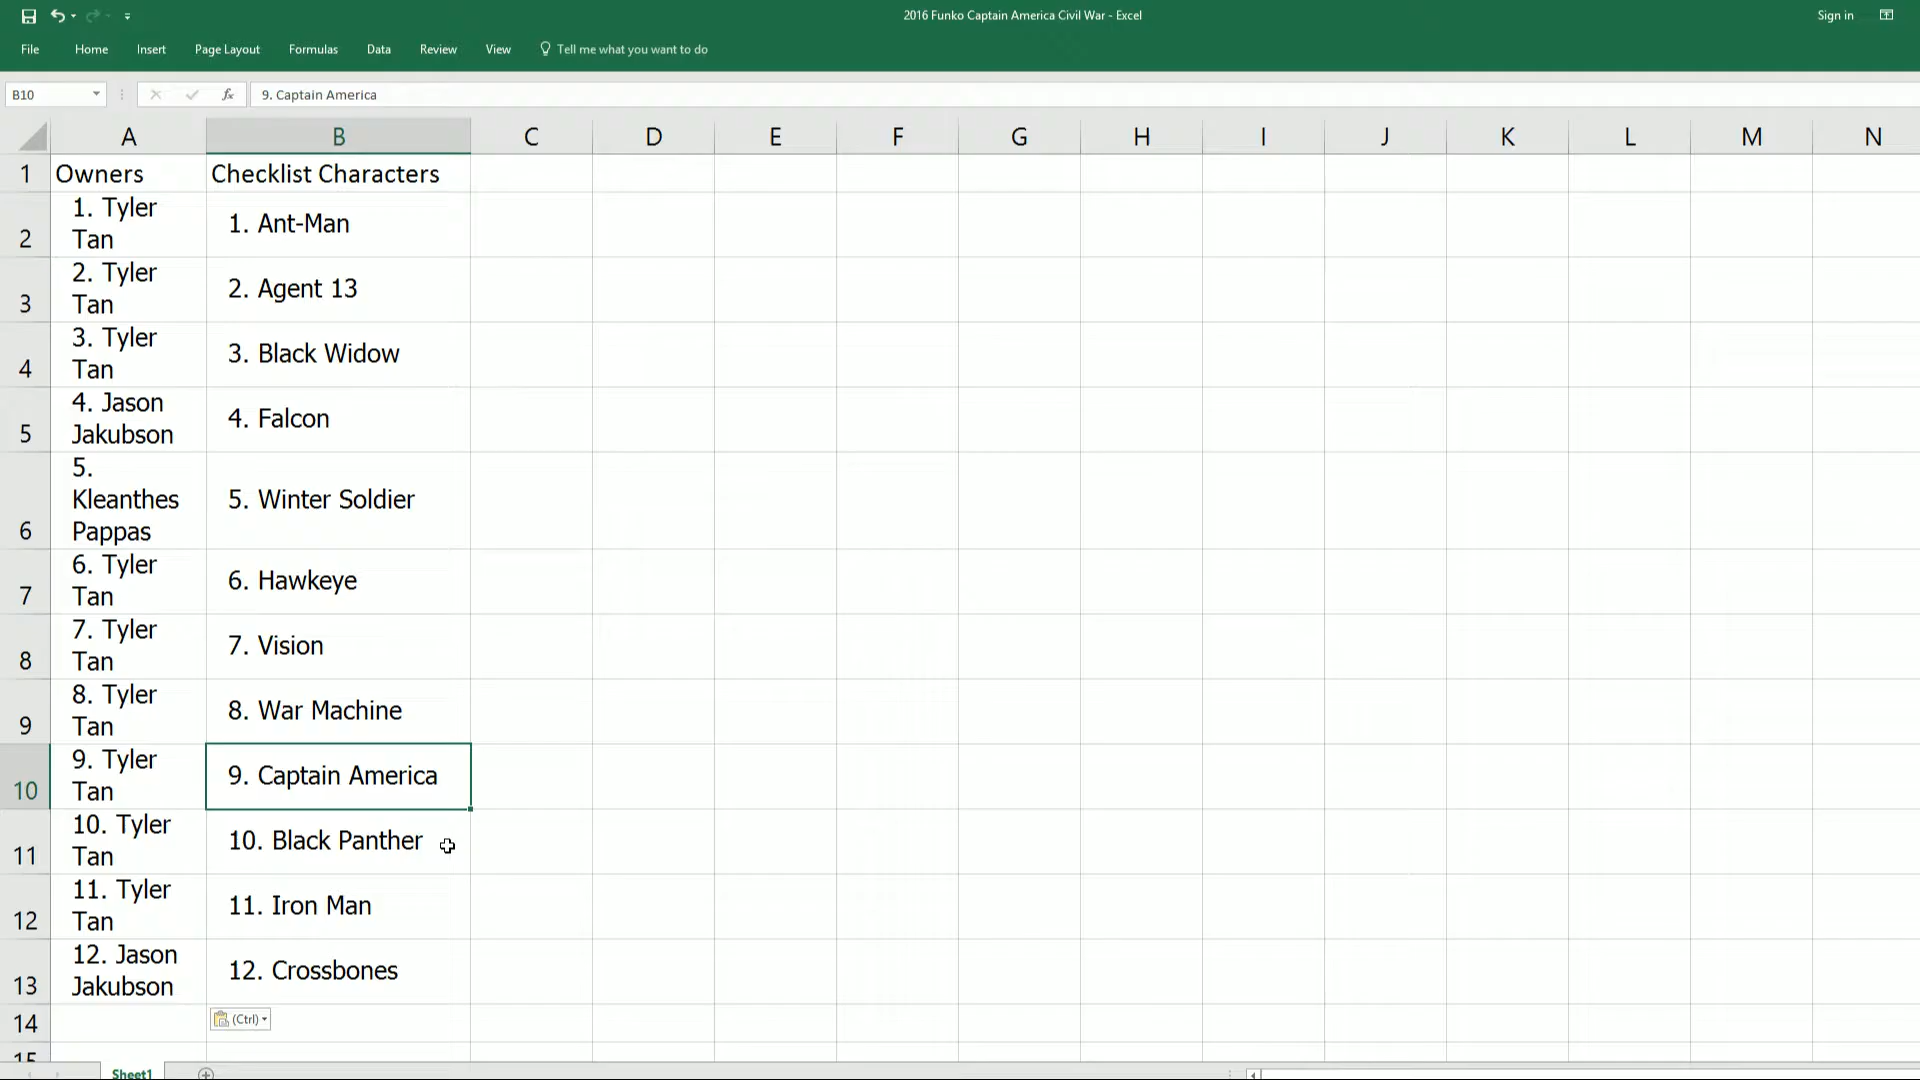 2016 Funko Captain America Civil War - Excel
Sign in
File Home Insert Page Layout Formulas Data Review View Tell me what you want to do
B10 fx 9. Captain America
A B C D E F G H I J K L M N
1 Owners Checklist Characters
1. Tyler
Tan
2 1. Ant-Man
2. Tyler
Tan
3 2. Agent 13
3. Tyler
Tan
4 3. Black Widow
4. Jason
Jakubson
5 4. Falcon
5.
Kleanthes
Pappas
6 5. Winter Soldier
6. Tyler
Tan
7 6. Hawkeye
7. Tyler
Tan
8 7. Vision
8. Tyler
Tan
9 8. War Machine
9. Tyler
Tan
10 9. Captain America
10. Tyler
Tan
11 10. Black Panther
11. Tyler
Tan
12 11. Iron Man
12. Jason
Jakubson
13 12. Crossbones
14 (Ctrl)
15
Sheet1